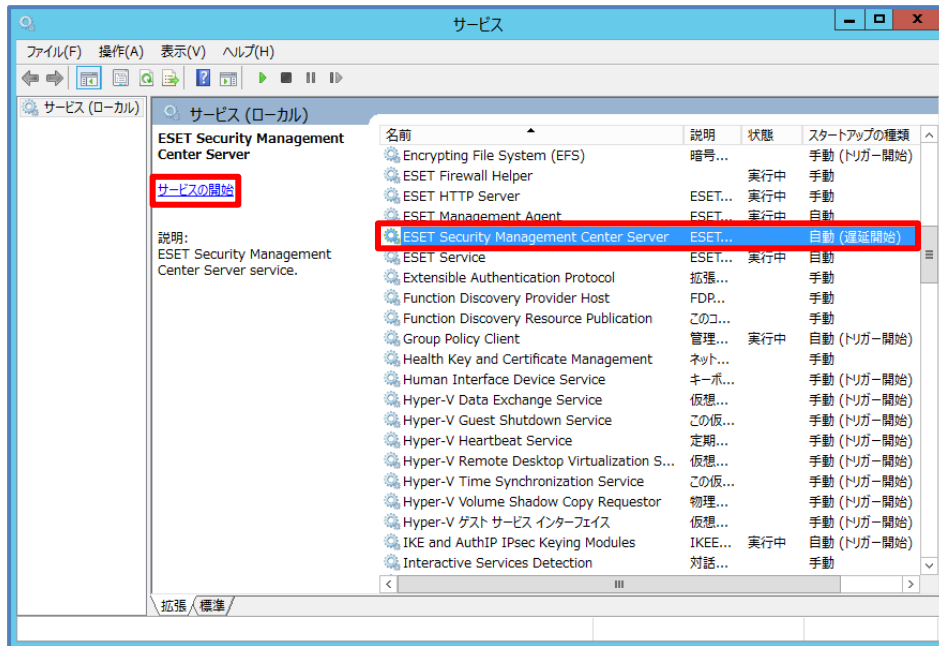 サービス
ファイル(F) 操作(A) 表示(V) ヘルプ(H)
サービス (ローカル)
サービス (ローカル)
ESET Security Management Center Server
サービスの開始
説明:
ESET Security Management Center Server service.
名前 説明 状態 スタートアップの種類
Encrypting File System (EFS) 暗号... 手動 (トリガー開始)
ESET Firewall Helper 実行中 手動
ESET HTTP Server ESET... 実行中 手動
ESET Management Agent ESET... 実行中 自動
ESET Security Management Center Server ESET... 自動 (遅延開始)
ESET Service ESET... 実行中 自動
Extensible Authentication Protocol 拡張... 手動
Function Discovery Provider Host FDP... 手動
Function Discovery Resource Publication このコ... 手動
Group Policy Client 管理... 実行中 自動 (トリガー開始)
Health Key and Certificate Management ネット... 手動
Human Interface Device Service キーボ... 手動 (トリガー開始)
Hyper-V Data Exchange Service 仮想... 手動 (トリガー開始)
Hyper-V Guest Shutdown Service この仮... 手動 (トリガー開始)
Hyper-V Heartbeat Service 定期... 手動 (トリガー開始)
Hyper-V Remote Desktop Virtualization S... 仮想... 手動 (トリガー開始)
Hyper-V Time Synchronization Service この仮... 手動 (トリガー開始)
Hyper-V Volume Shadow Copy Requestor 物理... 手動 (トリガー開始)
Hyper-V ゲスト サービス インターフェイス 仮想... 手動 (トリガー開始)
IKE and AuthIP IPsec Keying Modules IKEE... 実行中 自動 (トリガー開始)
Interactive Services Detection 対話... 手動
拡張 標準